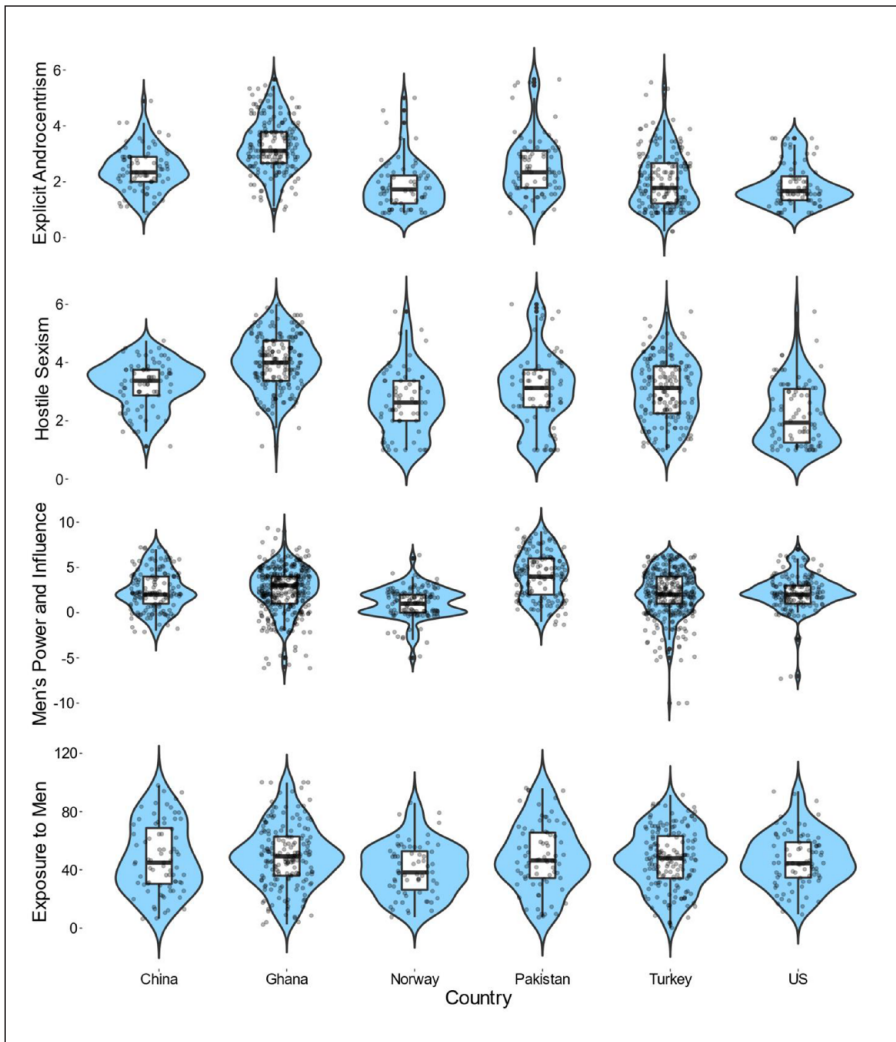 Explicit Androcentrism
6-
4-
2-
0-
Hostile Sexism
6-
4-
2-
0-
Men's Power and Influence
10-
5-
0-
-5-
-10-
Exposure to Men
120-
80-
40-
0-
China Ghana Norway Pakistan Turkey US
Country